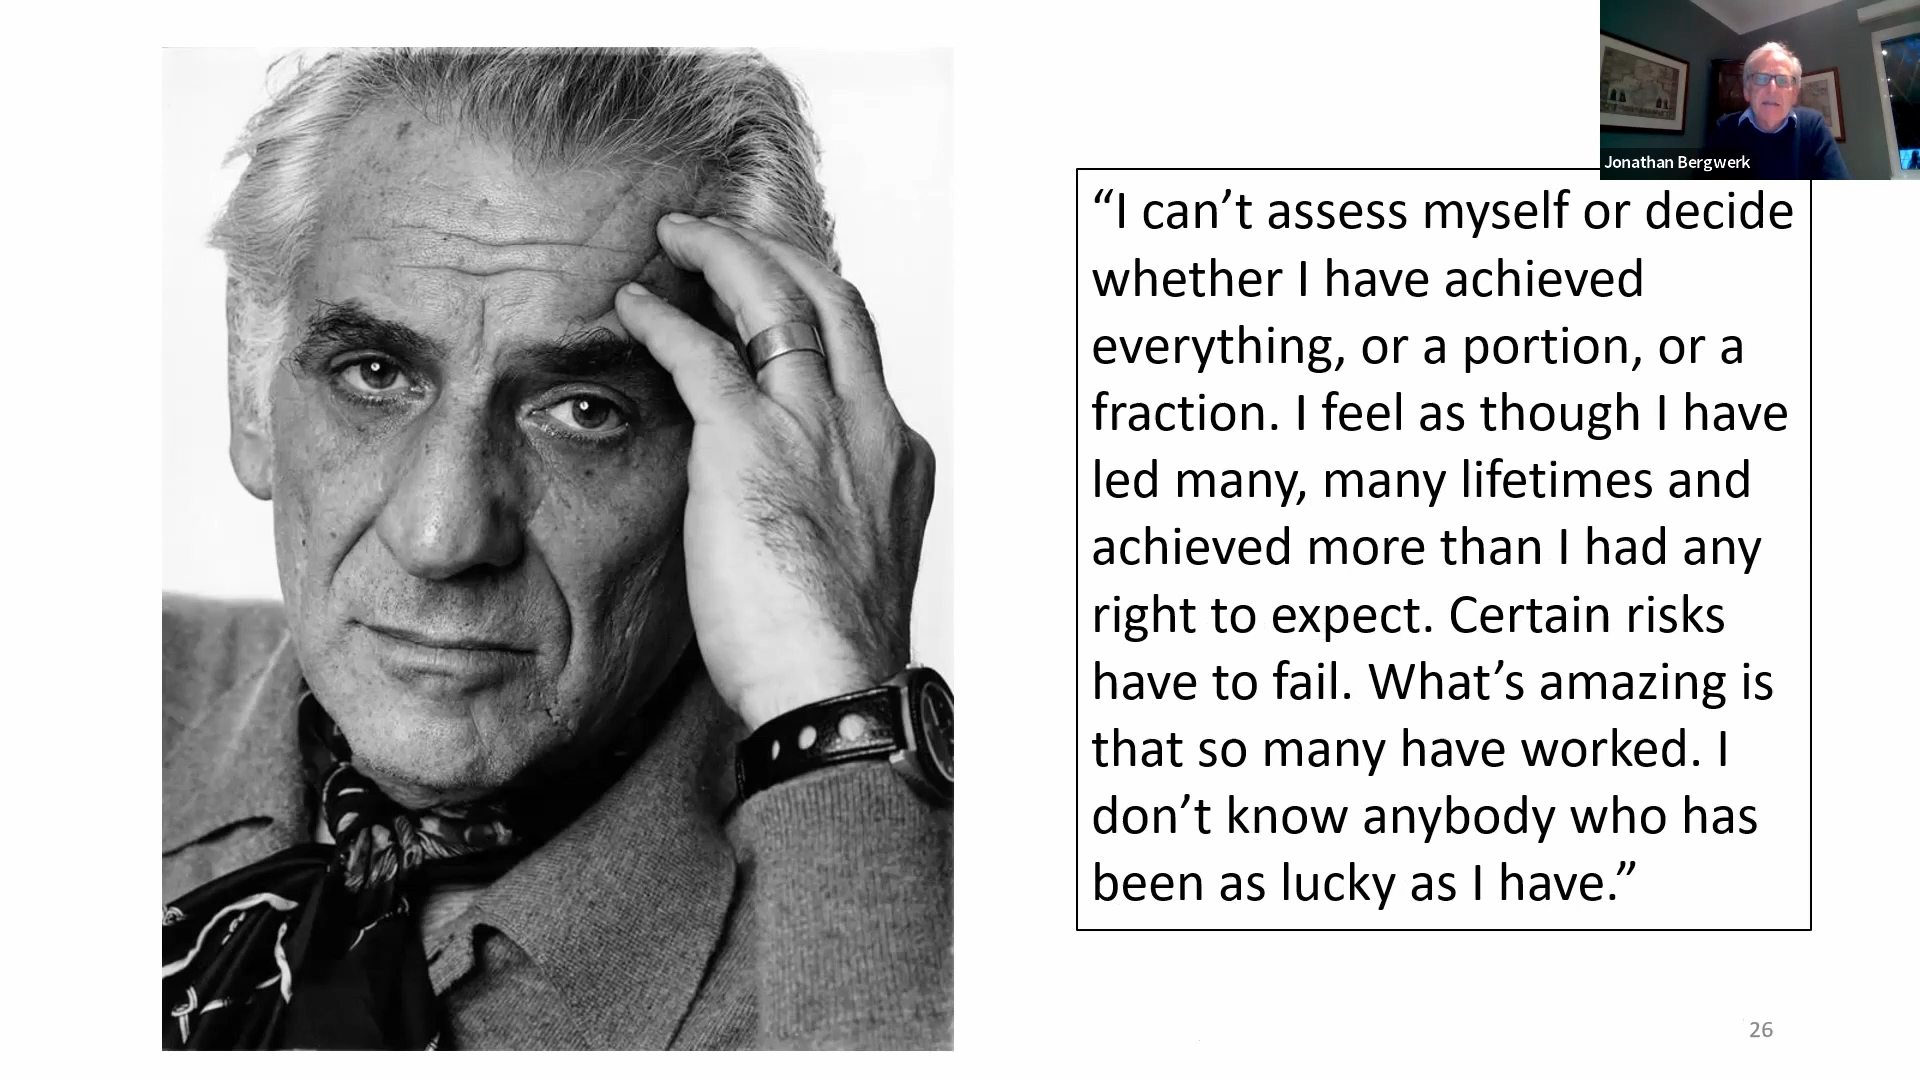 Jonathan Bergwerk
“I can’t assess myself or decide
whether I have achieved
everything, or a portion, or a
fraction. I feel as though I have
led many, many lifetimes and
achieved more than I had any
right to expect. Certain risks
have to fail. What’s amazing is
that so many have worked. I
don’t know anybody who has
been as lucky as I have.”
26